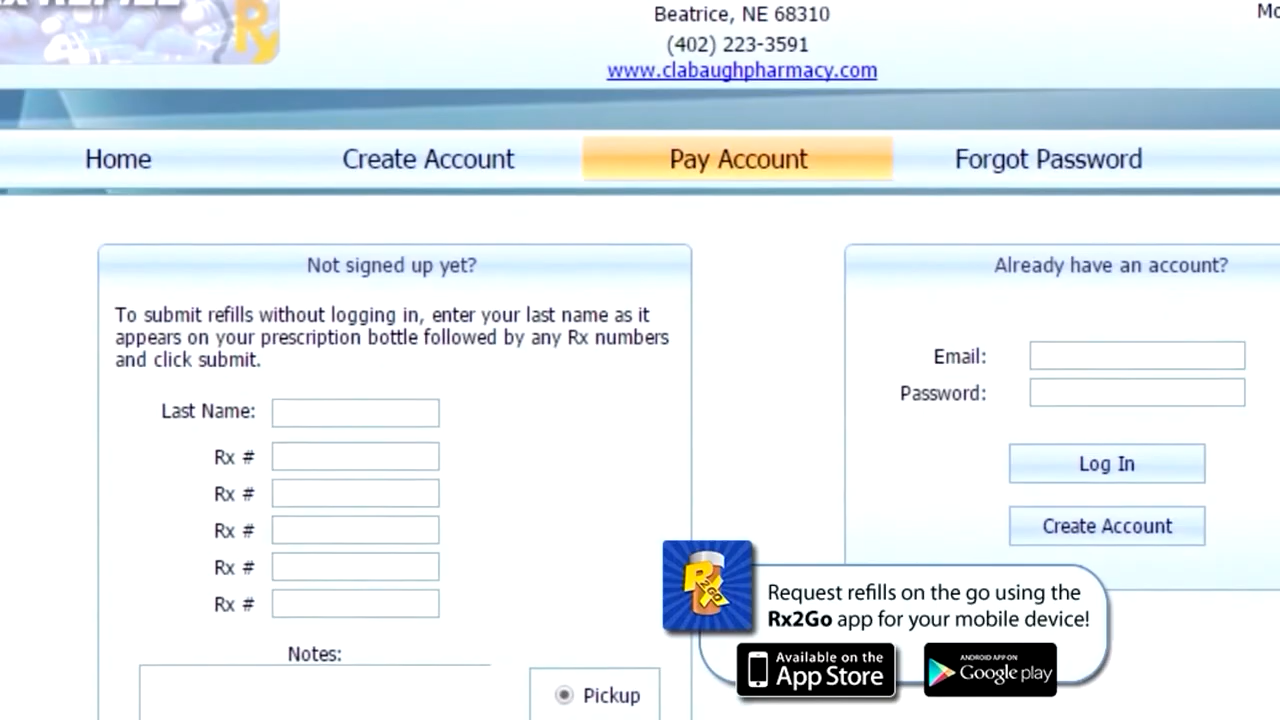 Beatrice, NE 68310
(402) 223-3591
www.clabaughpharmacy.com
Home
Create Account
Pay Account
Forgot Password
Not signed up yet?
To submit refills without logging in, enter your last name as it
appears on your prescription bottle followed by any Rx numbers
and click submit.
Last Name:
Rx #
Rx #
Rx #
Rx #
Rx #
Notes:
Pickup
Already have an account?
Email:
Password:
Log In
Create Account
Rx2Go
Request refills on the go using the
Rx2Go app for your mobile device!
Available on the
App Store
ANDROID APP ON
Google play